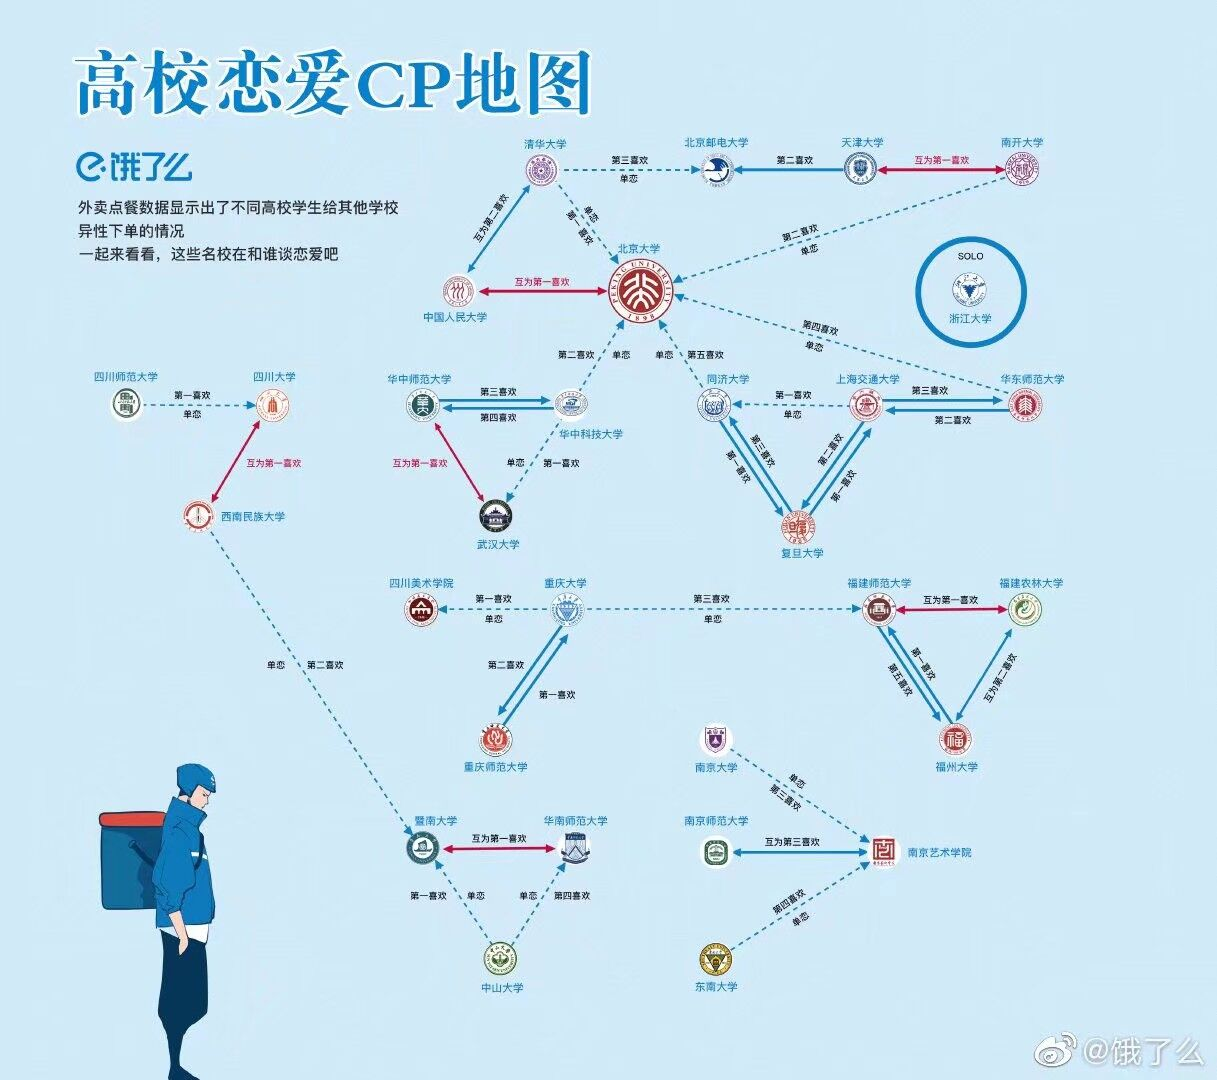 高校恋爱CP地图
饿了么
外卖点餐数据显示出了不同高校学生给其他学校
异性下单的情况
一起来看看，这些名校在和谁谈恋爱吧
清华大学
第三喜欢
单恋
北京邮电大学
第二喜欢
天津大学
互为第一喜欢
南开大学
互为第二喜欢
单恋
第一喜欢
第二喜欢
单恋
北京大学
PEKING UNIVERSITY
1898
互为第一喜欢
中国人民大学
SOLO
浙江大学
第四喜欢
单恋
第二喜欢
单恋
单恋
第五喜欢
四川师范大学
第一喜欢
单恋
四川大学
互为第一喜欢
西南民族大学
华中师范大学
第三喜欢
第四喜欢
华中科技大学
互为第一喜欢
单恋
第一喜欢
武汉大学
同济大学
第一喜欢
单恋
上海交通大学
第三喜欢
第二喜欢
华东师范大学
第三喜欢
第一喜欢
第二喜欢
第一喜欢
复旦大学
四川美术学院
第一喜欢
单恋
重庆大学
第三喜欢
单恋
福建师范大学
互为第一喜欢
福建农林大学
单恋
第二喜欢
第二喜欢
第一喜欢
重庆师范大学
第一喜欢
第五喜欢
互为第二喜欢
福
福州大学
南京大学
单恋
第三喜欢
南京师范大学
互为第三喜欢
南京艺术学院
第四喜欢
单恋
东南大学
暨南大学
互为第一喜欢
华南师范大学
第一喜欢
单恋
单恋
第四喜欢
中山大学
@饿了么